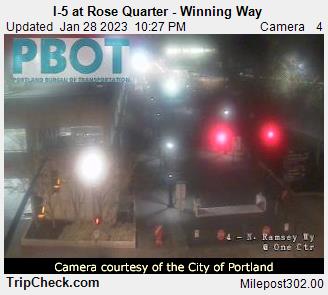 I-5 at Rose Quarter - Winning Way
Updated Jan 28 2023 10:27 PM Camera 4
PBOT
PORTLAND BUREAU OF TRANSPORTATION
4 - N. Ramsey Wy
@ One Ctr
Camera courtesy of the City of Portland
TripCheck.com Milepost302.00